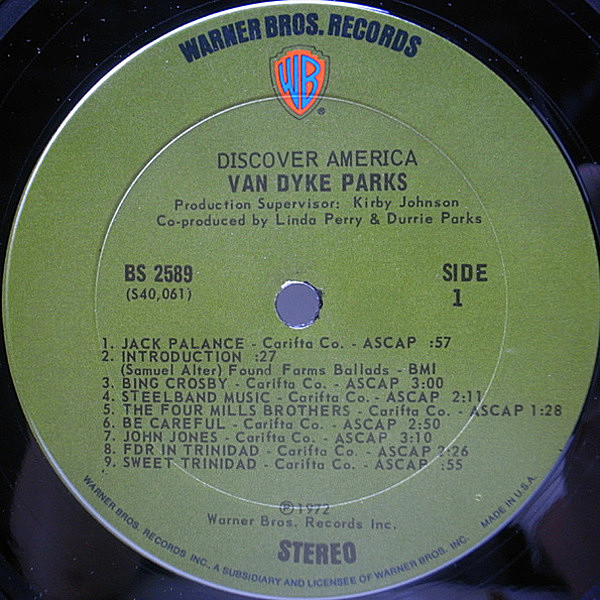 WARNER BROS. RECORDS
WB
®
DISCOVER AMERICA
VAN DYKE PARKS
Production Supervisor: Kirby Johnson
Co-produced by Linda Perry & Durrie Parks
BS 2589
(S40,061)
SIDE
1
1. JACK PALANCE - Carifta Co. - ASCAP :57
2. INTRODUCTION :27
(Samuel Alter) Found Farms Ballads - BMI
3. BING CROSBY - Carifta Co. - ASCAP 3:00
4. STEELBAND MUSIC - Carifta Co. - ASCAP 2:11
5. THE FOUR MILLS BROTHERS - Carifta Co. - ASCAP 1:28
6. BE CAREFUL - Carifta Co. - ASCAP 2:50
7. JOHN JONES - Carifta Co. - ASCAP 3:10
8. FDR IN TRINIDAD - Carifta Co. - ASCAP 2:26
9. SWEET TRINIDAD - Carifta Co. - ASCAP :55
℗1972
Warner Bros. Records Inc.
STEREO
WARNER BROS. RECORDS INC., A SUBSIDIARY AND LICENSEE OF WARNER BROS. INC. MADE IN U.S.A.